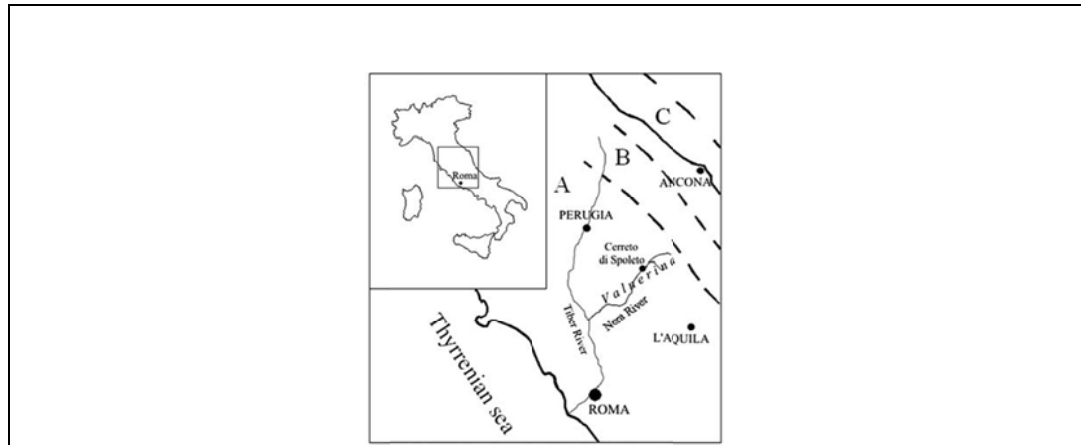 Roma
C
B
ANCONA
A
PERUGIA
Cerreto
di Spoleto
Valnerina
Nera River
Tiber River
L'AQUILA
Thyrrenian sea
ROMA